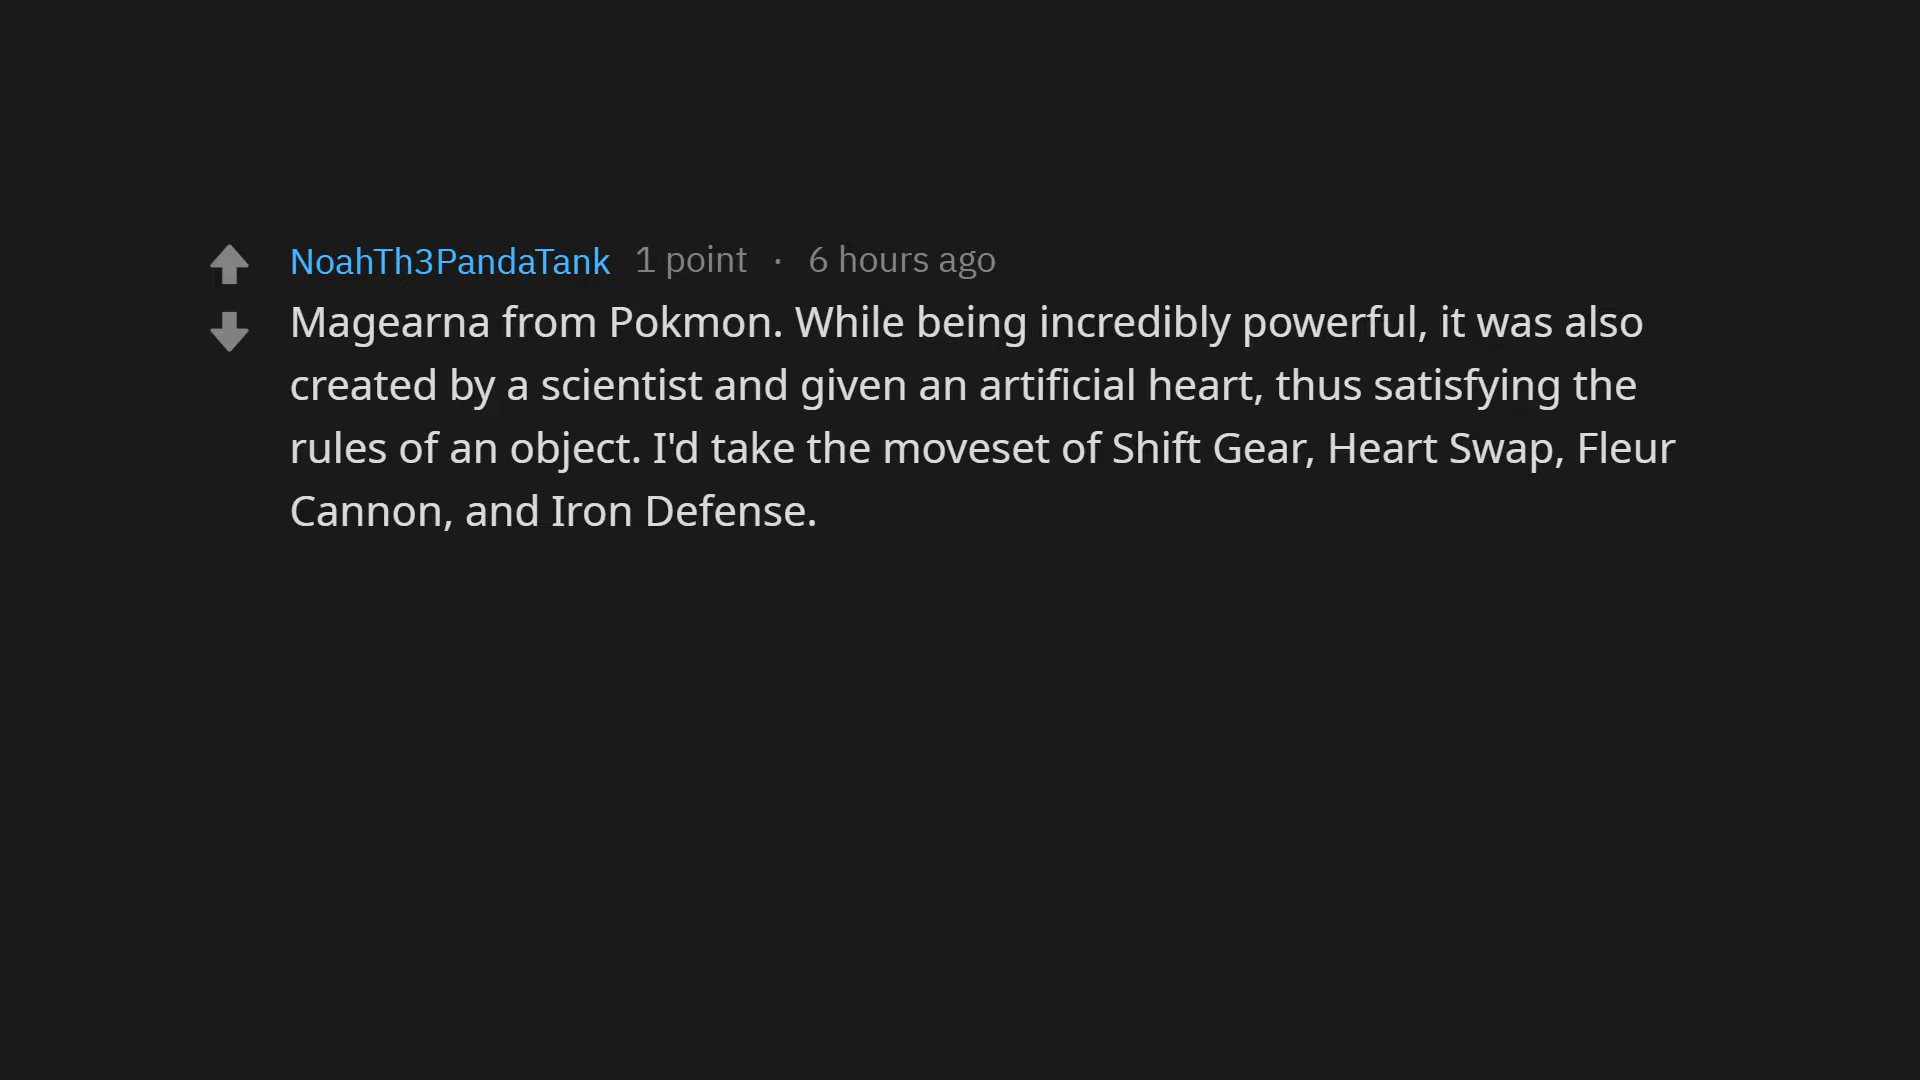 NoahTh3PandaTank 1 point · 6 hours ago
Magearna from Pokmon. While being incredibly powerful, it was also
created by a scientist and given an artificial heart, thus satisfying the
rules of an object. I'd take the moveset of Shift Gear, Heart Swap, Fleur
Cannon, and Iron Defense.